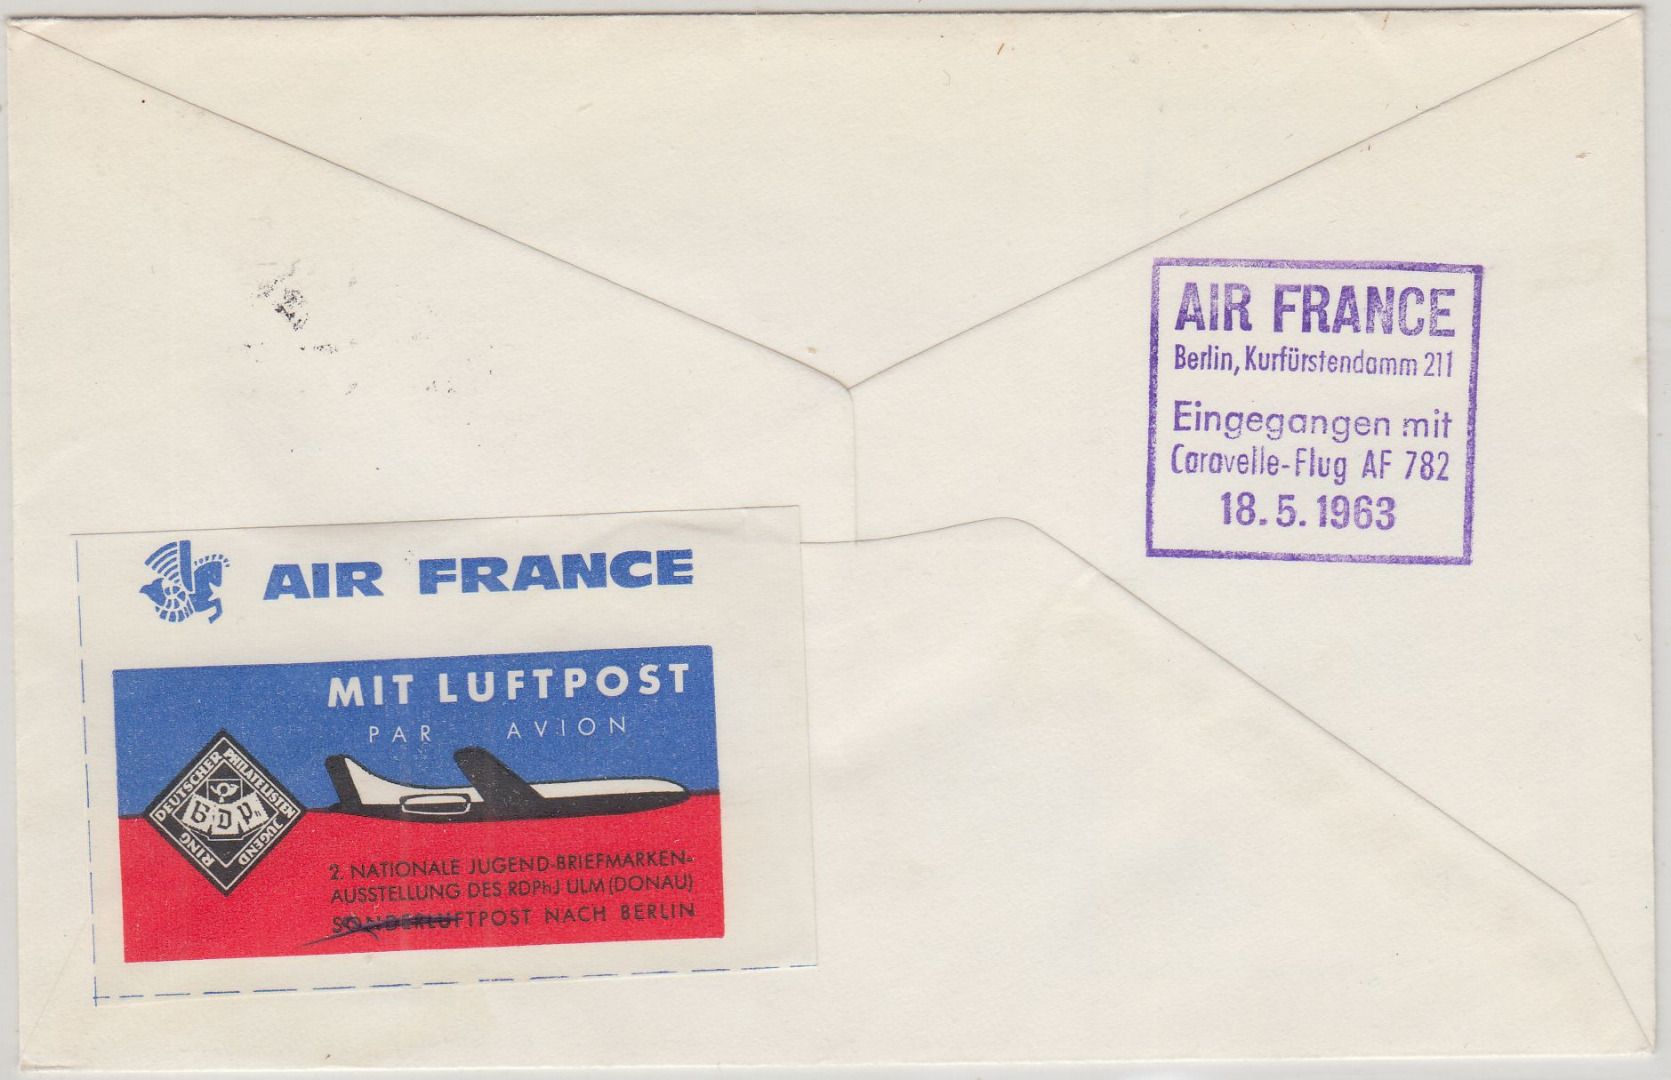 AIR FRANCE
Berlin, Kurfürstendamm 211
Eingegangen mit
Caravelle-Flug AF 782
18.5.1963
AIR FRANCE
MIT LUFTPOST
PAR AVION
DEUTSCHER PHILATELISTEN
RING JUGEND
BDPh
2. NATIONALE JUGEND-BRIEFMARKEN-
AUSSTELLUNG DES RDPhJ ULM (DONAU)
SONDERLUFTPOST NACH BERLIN